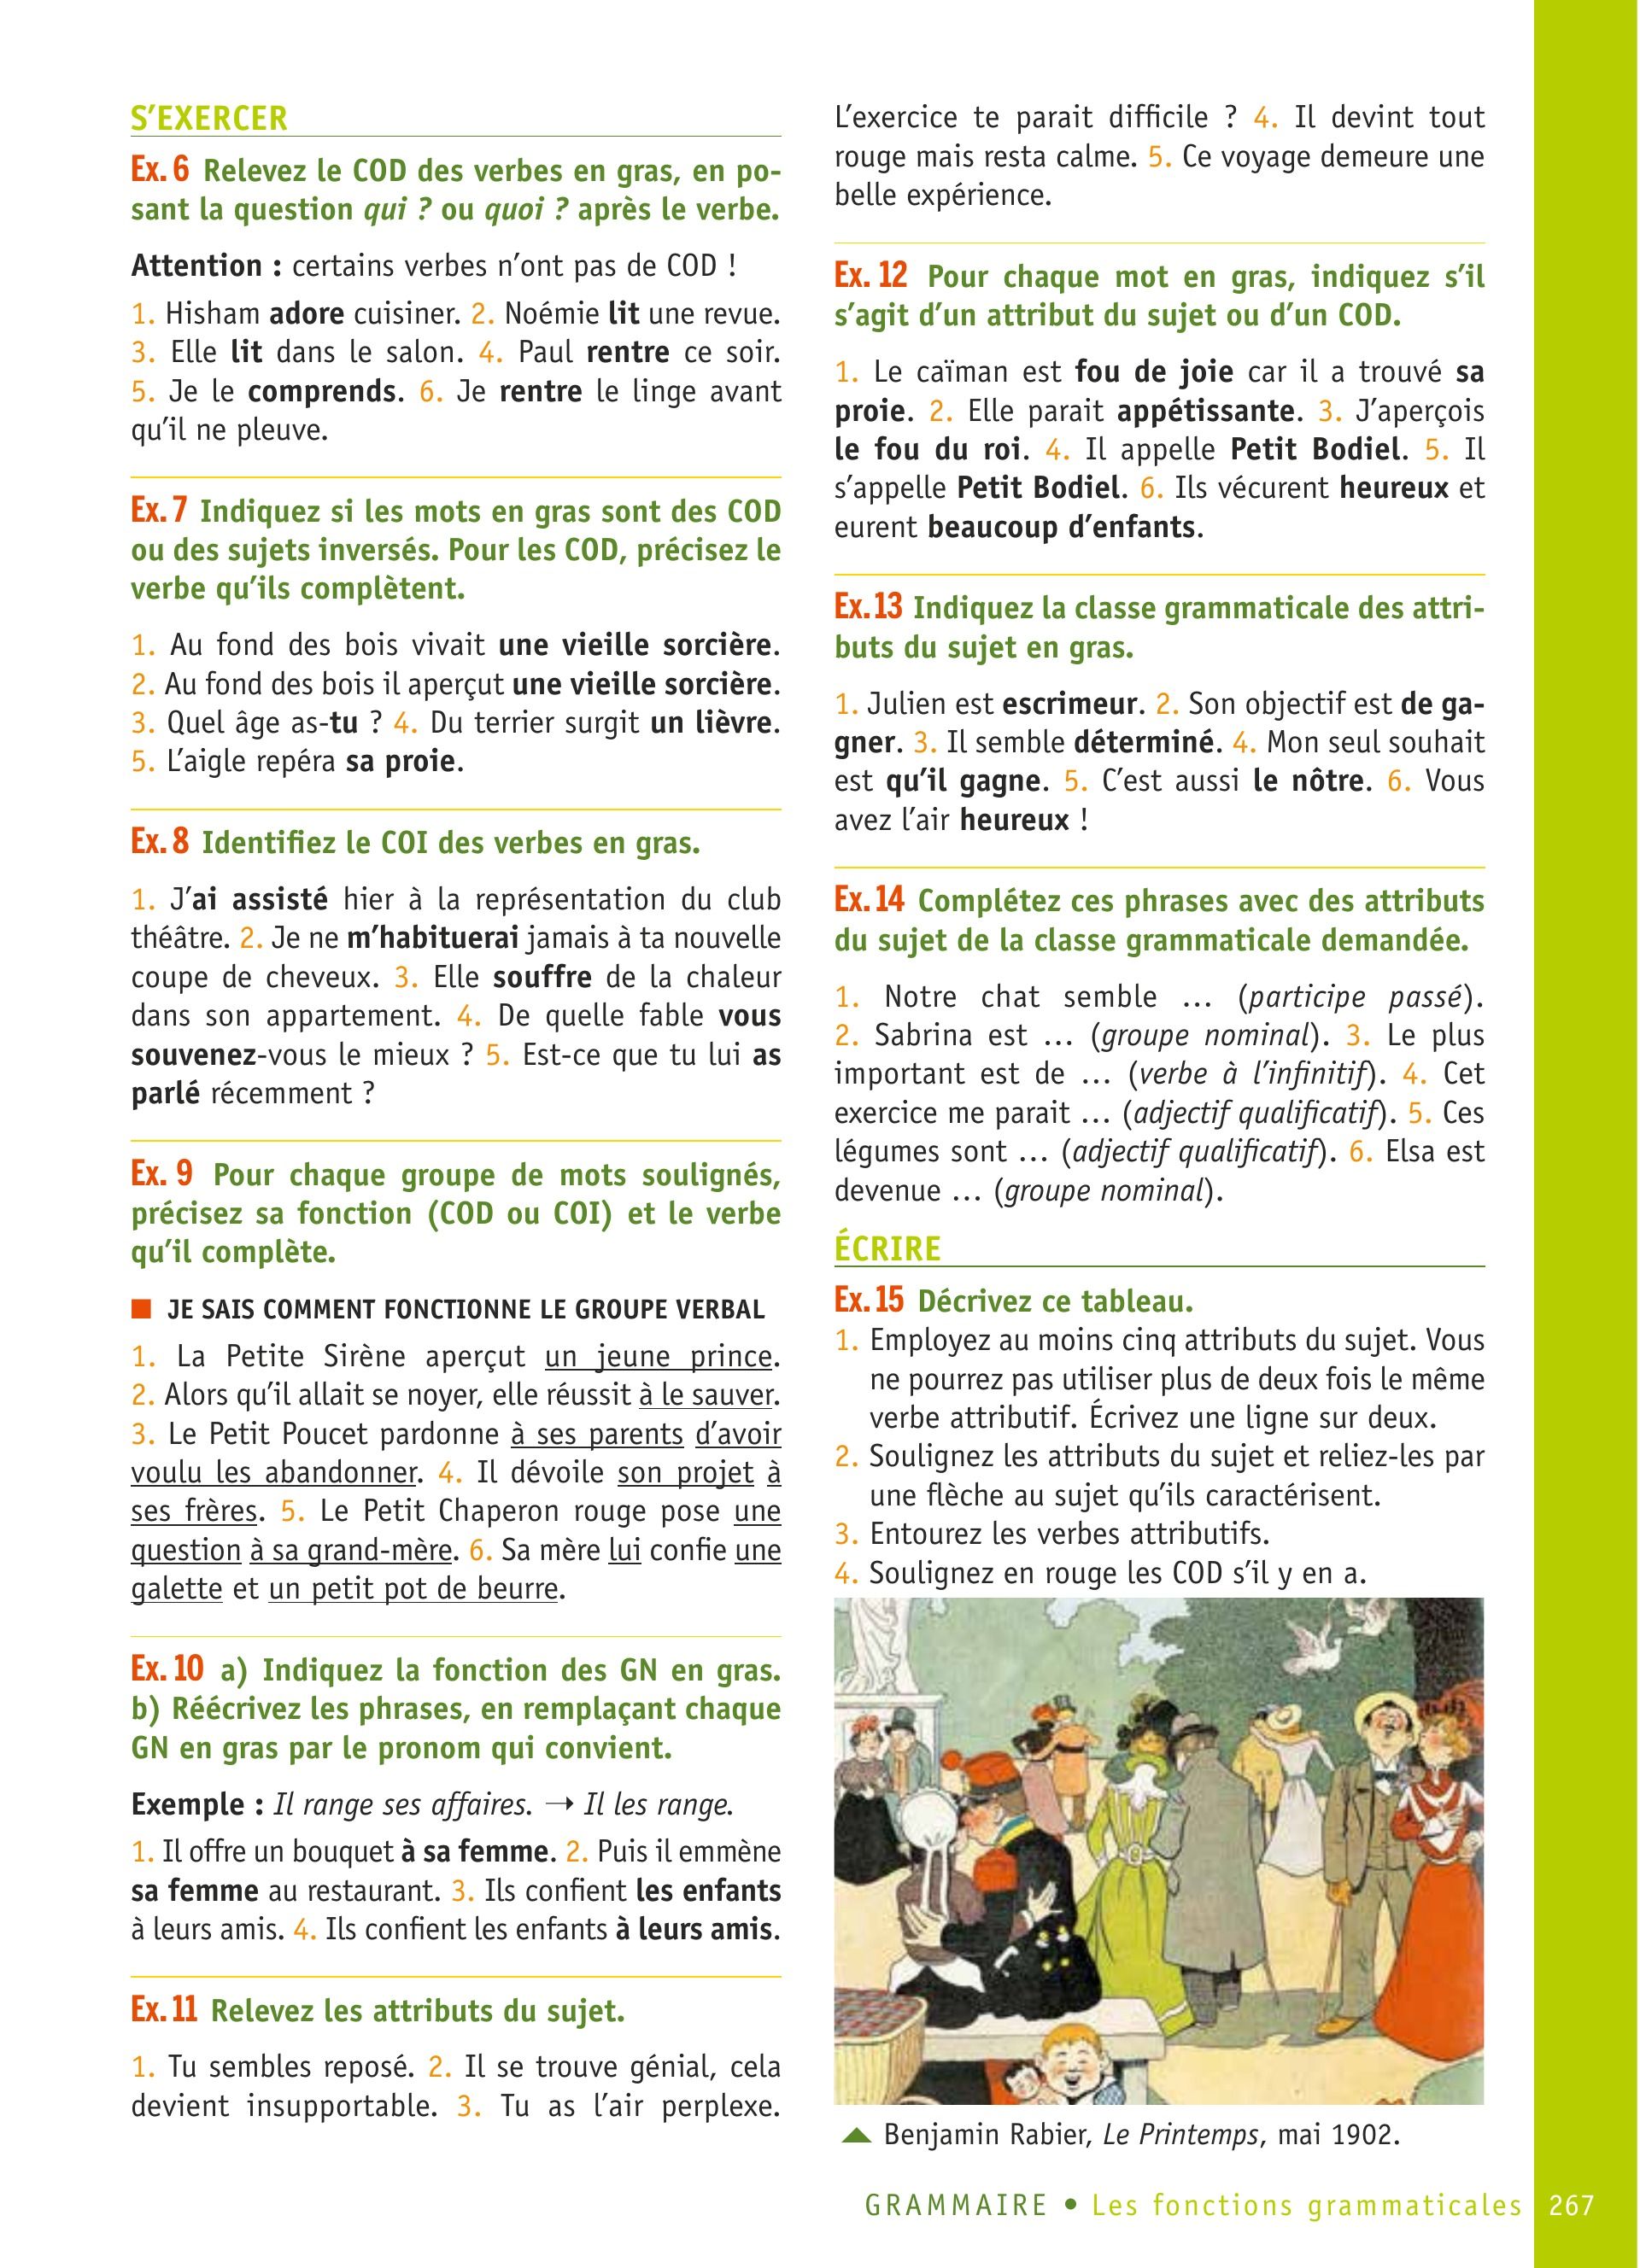 S'EXERCER
Ex. 6 Relevez le COD des verbes en gras, en po-
sant la question qui ? ou quoi ? après le verbe.
Attention : certains verbes n'ont pas de COD !
1. Hisham adore cuisiner. 2. Noémie lit une revue.
3. Elle lit dans le salon. 4. Paul rentre ce soir.
5. Je le comprends. 6. Je rentre le linge avant
qu'il ne pleuve.
Ex. 7 Indiquez si les mots en gras sont des COD
ou des sujets inversés. Pour les COD, précisez le
verbe qu'ils complètent.
1. Au fond des bois vivait une vieille sorcière.
2. Au fond des bois il aperçut une vieille sorcière.
3. Quel âge as-tu ? 4. Du terrier surgit un lièvre.
5. L'aigle repéra sa proie.
Ex. 8 Identifiez le COI des verbes en gras.
1. J'ai assisté hier à la représentation du club
théâtre. 2. Je ne m'habituerai jamais à ta nouvelle
coupe de cheveux. 3. Elle souffre de la chaleur
dans son appartement. 4. De quelle fable vous
souvenez-vous le mieux ? 5. Est-ce que tu lui as
parlé récemment ?
Ex. 9 Pour chaque groupe de mots soulignés,
précisez sa fonction (COD ou COI) et le verbe
qu'il complète.
■ JE SAIS COMMENT FONCTIONNE LE GROUPE VERBAL
1. La Petite Sirène aperçut un jeune prince.
2. Alors qu'il allait se noyer, elle réussit à le sauver.
3. Le Petit Poucet pardonne à ses parents d'avoir
voulu les abandonner. 4. Il dévoile son projet à
ses frères. 5. Le Petit Chaperon rouge pose une
question à sa grand-mère. 6. Sa mère lui confie une
galette et un petit pot de beurre.
Ex. 10 a) Indiquez la fonction des GN en gras.
b) Réécrivez les phrases, en remplaçant chaque
GN en gras par le pronom qui convient.
Exemple : Il range ses affaires. → Il les range.
1. Il offre un bouquet à sa femme. 2. Puis il emmène
sa femme au restaurant. 3. Ils confient les enfants
à leurs amis. 4. Ils confient les enfants à leurs amis.
Ex. 11 Relevez les attributs du sujet.
1. Tu sembles reposé. 2. Il se trouve génial, cela
devient insupportable. 3. Tu as l'air perplexe.
L'exercice te parait difficile ? 4. Il devint tout
rouge mais resta calme. 5. Ce voyage demeure une
belle expérience.
Ex. 12 Pour chaque mot en gras, indiquez s'il
s'agit d'un attribut du sujet ou d'un COD.
1. Le caïman est fou de joie car il a trouvé sa
proie. 2. Elle parait appétissante. 3. J'aperçois
le fou du roi. 4. Il appelle Petit Bodiel. 5. Il
s'appelle Petit Bodiel. 6. Ils vécurent heureux et
eurent beaucoup d'enfants.
Ex. 13 Indiquez la classe grammaticale des attri-
buts du sujet en gras.
1. Julien est escrimeur. 2. Son objectif est de ga-
gner. 3. Il semble déterminé. 4. Mon seul souhait
est qu'il gagne. 5. C'est aussi le nôtre. 6. Vous
avez l'air heureux !
Ex. 14 Complétez ces phrases avec des attributs
du sujet de la classe grammaticale demandée.
1. Notre chat semble ... (participe passé).
2. Sabrina est ... (groupe nominal). 3. Le plus
important est de ... (verbe à l'infinitif). 4. Cet
exercice me parait ... (adjectif qualificatif). 5. Ces
légumes sont ... (adjectif qualificatif). 6. Elsa est
devenue ... (groupe nominal).
ÉCRIRE
Ex. 15 Décrivez ce tableau.
1. Employez au moins cinq attributs du sujet. Vous
ne pourrez pas utiliser plus de deux fois le même
verbe attributif. Écrivez une ligne sur deux.
2. Soulignez les attributs du sujet et reliez-les par
une flèche au sujet qu'ils caractérisent.
3. Entourez les verbes attributifs.
4. Soulignez en rouge les COD s'il y en a.
Benjamin Rabier, Le Printemps, mai 1902.
GRAMMAIRE • Les fonctions grammaticales 267